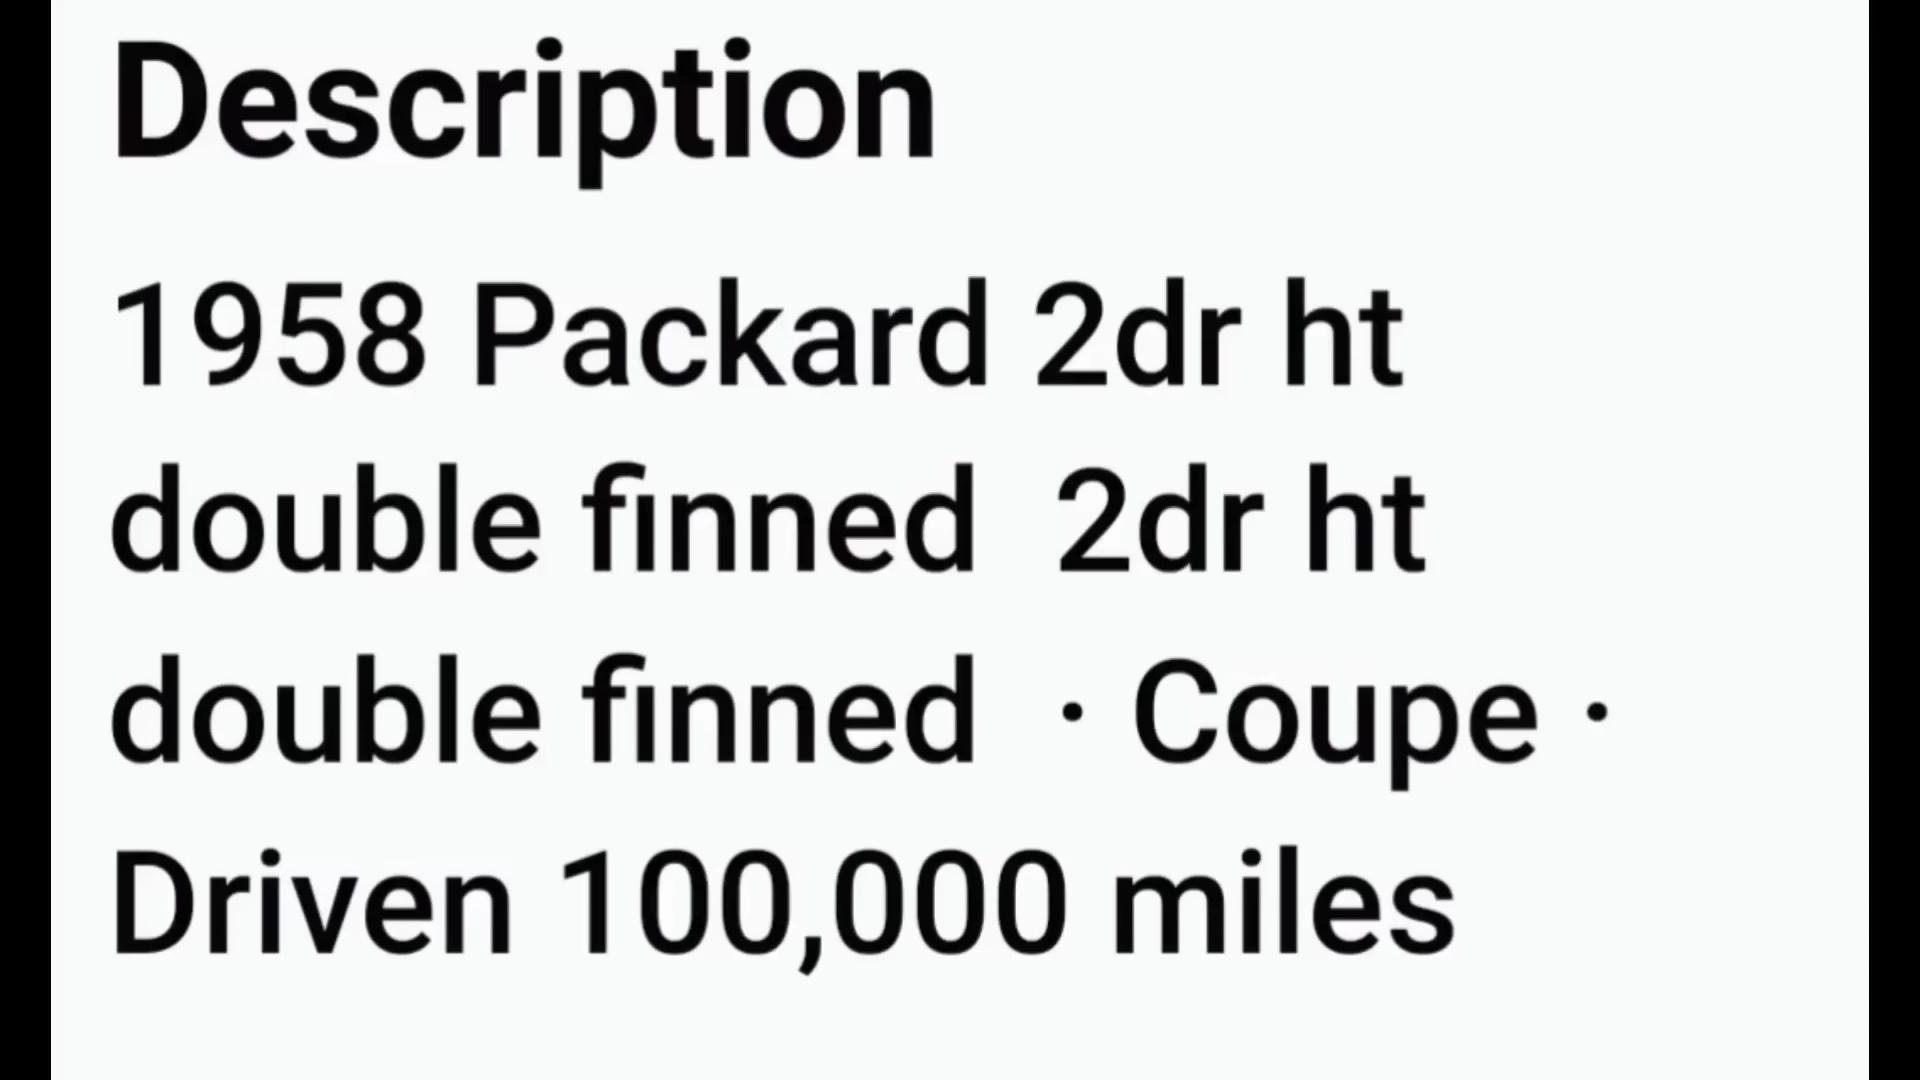 Description
1958 Packard 2dr ht
double finned  2dr ht
double finned  · Coupe ·
Driven 100,000 miles